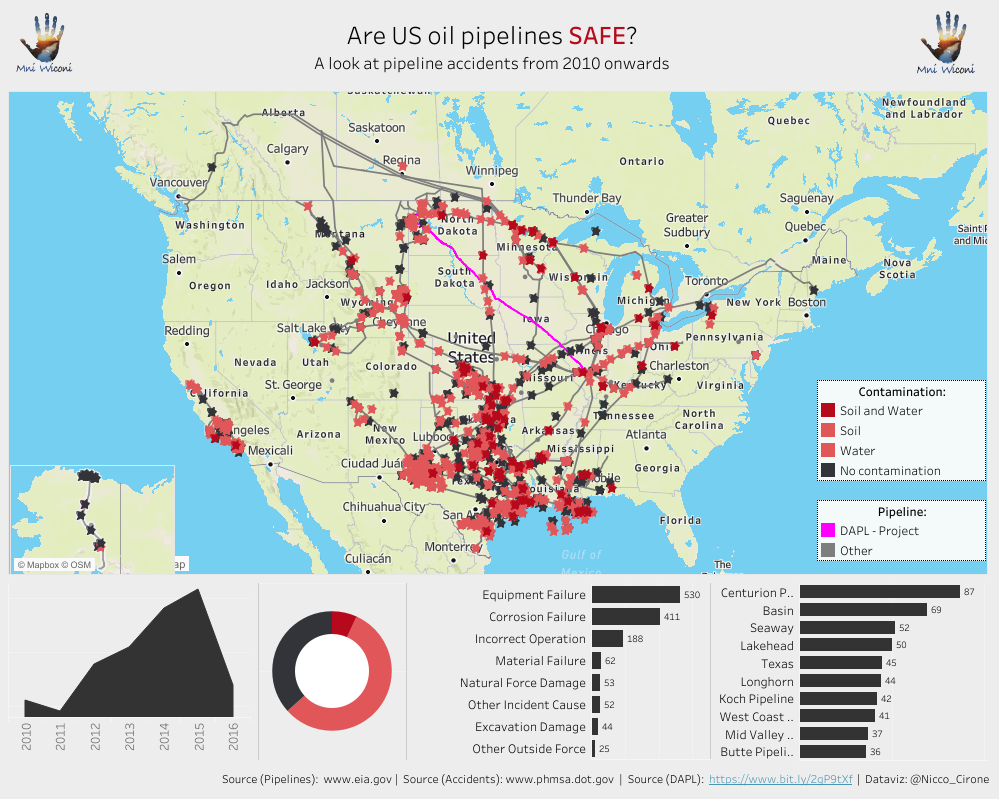 Are US oil pipelines SAFE?
A look at pipeline accidents from 2010 onwards
Mni Wiconi
Mni Wiconi
Saskatchewan
Newfoundland
and Labrador
Alberta
Quebec
Saskatoon
Calgary
Ontario
Regina
Winnipeg
Vancouver
Thunder Bay
Saguenay
Greater
Sudbury
Quebec
Washington
Montana
North
Dakota
Minnesota
Maine
Nova
Scotia
Salem
Oregon
Idaho
Jackson
South
Dakota
Wisconsin
Toronto
Michigan
New York
Boston
Wyoming
Iowa
Redding
Salt Lake City
Cheyenne
Chicago
Pennsylvania
United
States
Illinois
Ohio
Nevada
Utah
Colorado
Missouri
Charleston
St. George
Kentucky
Virginia
California
Tennessee
North
Carolina
Angeles
Arizona
New
Mexico
Lubbock
Arkansas
Atlanta
Mississippi
Mexicali
Georgia
Ciudad Juá
Mobile
Louisiana
Chihuahua City
San A
Florida
Monterrey
Gulf of
Mexico
Culiacán
The
© Mapbox © OSM
ap
Contamination:
Soil and Water
Soil
Water
No contamination
Pipeline:
DAPL - Project
Other
2010
2011
2012
2013
2014
2015
2016
Equipment Failure 530
Corrosion Failure 411
Incorrect Operation 188
Material Failure 62
Natural Force Damage 53
Other Incident Cause 52
Excavation Damage 44
Other Outside Force 25
Centurion P.. 87
Basin 69
Seaway 52
Lakehead 50
Texas 45
Longhorn 44
Koch Pipeline 42
West Coast .. 41
Mid Valley .. 37
Butte Pipeli.. 36
Source (Pipelines): www.eia.gov | Source (Accidents): www.phmsa.dot.gov | Source (DAPL): https://www.bit.ly/2gP9tXf | Dataviz: @Nicco_Cirone